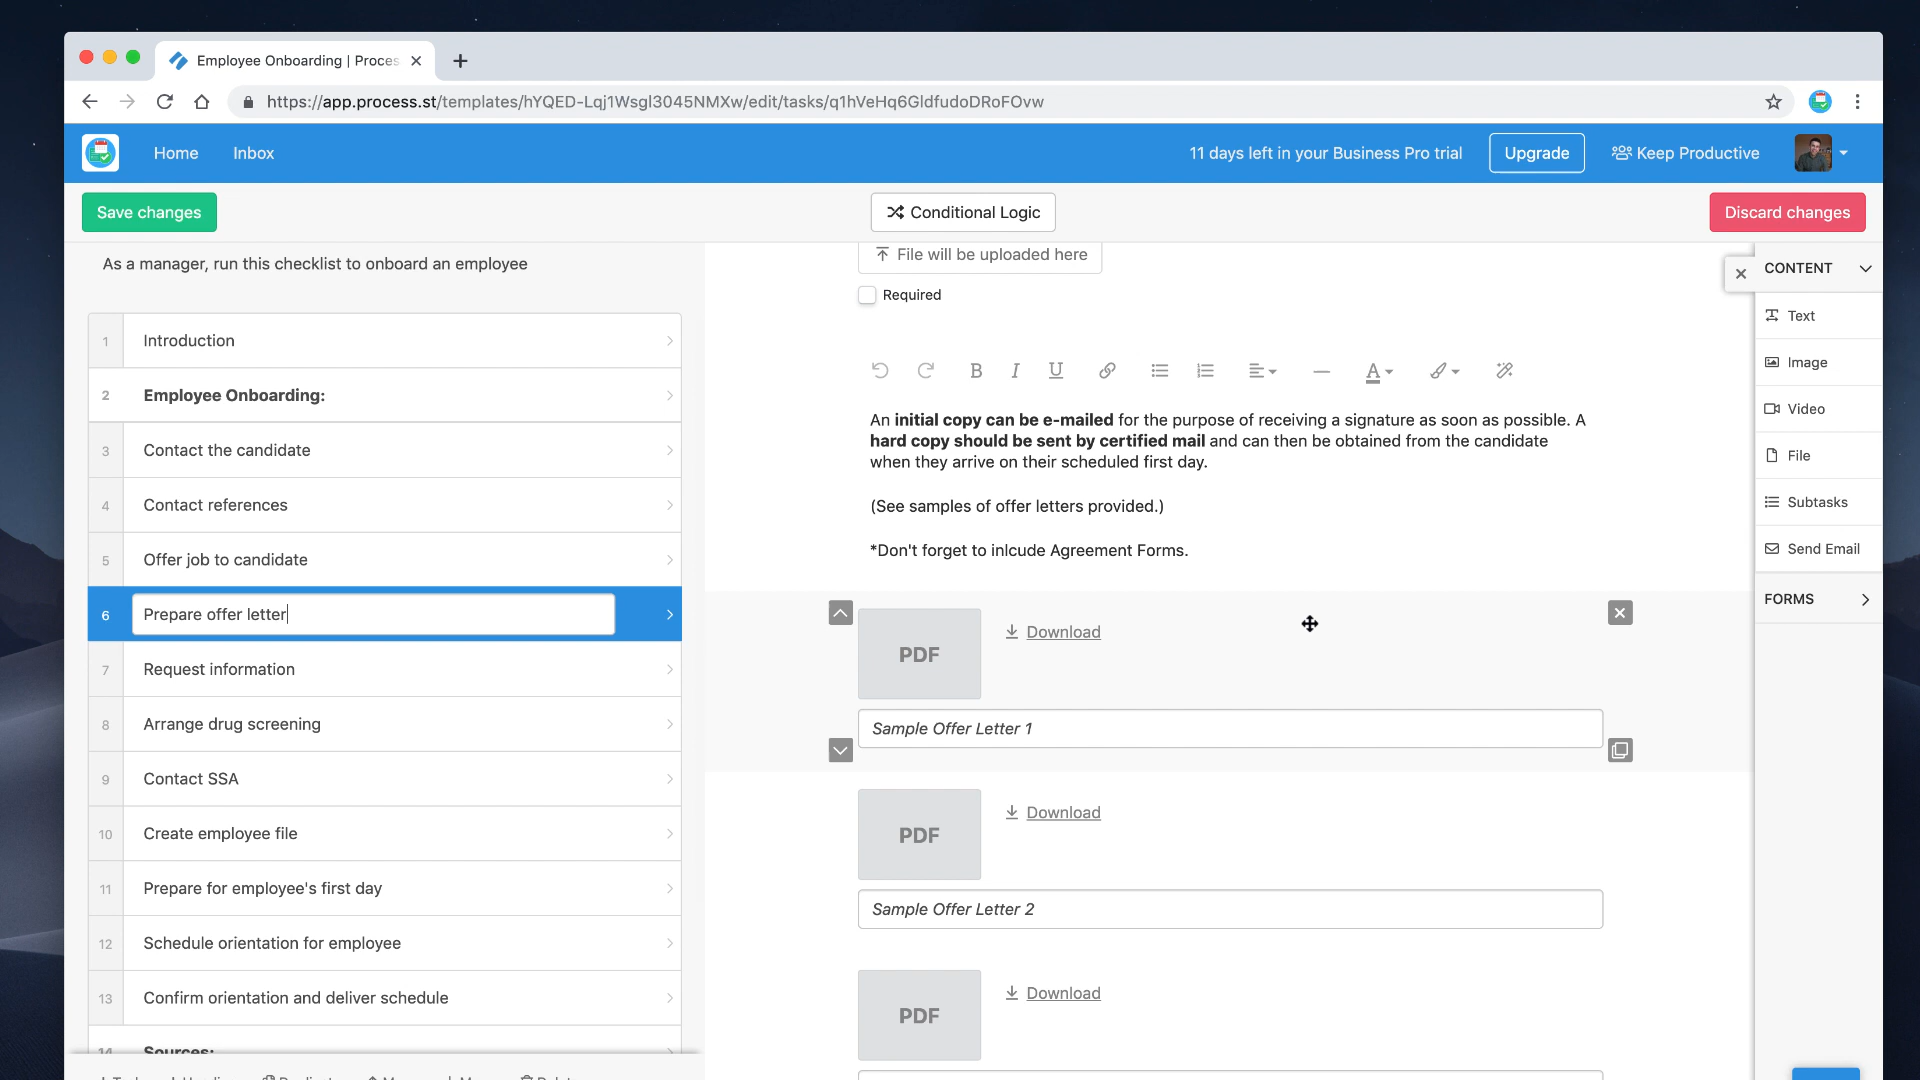 Employee Onboarding | Proces
https://app.process.st/templates/hYQED-Lqj1Wsgl3045NMXw/edit/tasks/q1hVeHq6GldfudoDRoFOvw
Home
Inbox
11 days left in your Business Pro trial
Upgrade
Keep Productive
Save changes
Conditional Logic
Discard changes
As a manager, run this checklist to onboard an employee
1 Introduction
2 Employee Onboarding:
3 Contact the candidate
4 Contact references
5 Offer job to candidate
6 Prepare offer letter
7 Request information
8 Arrange drug screening
9 Contact SSA
10 Create employee file
11 Prepare for employee's first day
12 Schedule orientation for employee
13 Confirm orientation and deliver schedule
14 Sources:
File will be uploaded here
Required
B I U A
An initial copy can be e-mailed for the purpose of receiving a signature as soon as possible. A
hard copy should be sent by certified mail and can then be obtained from the candidate
when they arrive on their scheduled first day.
(See samples of offer letters provided.)
*Don't forget to inlcude Agreement Forms.
PDF
Download
Sample Offer Letter 1
PDF
Download
Sample Offer Letter 2
PDF
Download
CONTENT
Text
Image
Video
File
Subtasks
Send Email
FORMS